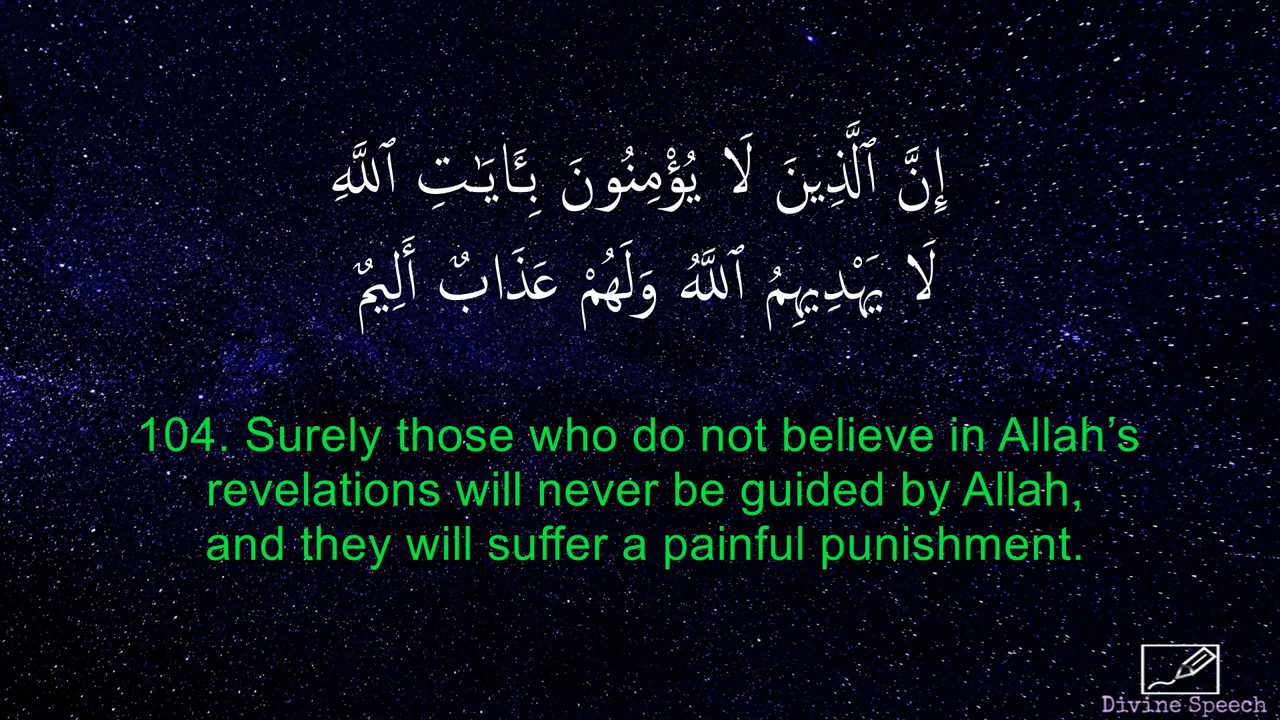 إِنَّ ٱلَّذِينَ لَا يُؤْمِنُونَ بِـَٔايَـٰتِ ٱللَّهِ
لَا يَهْدِيهِمُ ٱللَّهُ وَلَهُمْ عَذَابٌ أَلِيمٌ
104. Surely those who do not believe in Allah’s
revelations will never be guided by Allah,
and they will suffer a painful punishment.
Divine Speech